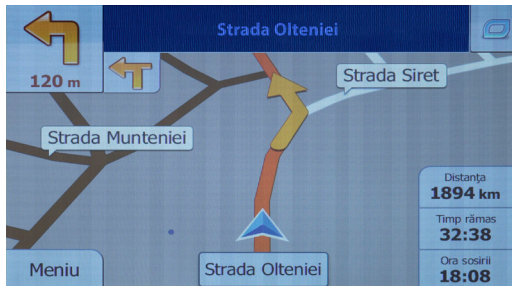 Strada Olteniei
120 m
Strada Siret
Strada Munteniei
Distanța
1894 km
Timp rămas
32:38
Ora sosirii
18:08
Meniu
Strada Olteniei